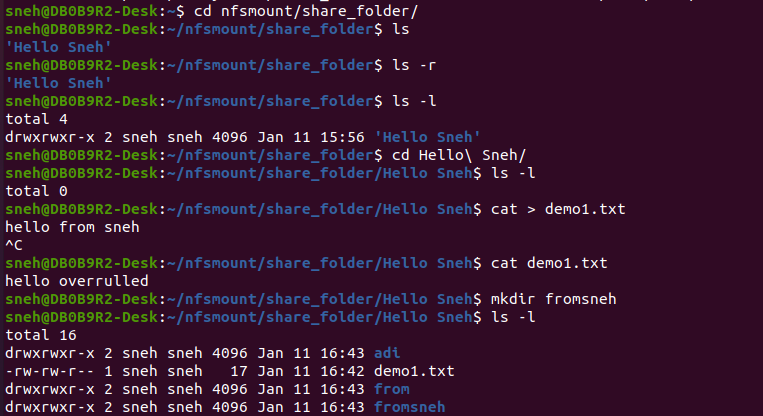 sneh@DB0B9R2-Desk:~$ cd nfsmount/share_folder/
sneh@DB0B9R2-Desk:~/nfsmount/share_folder$ ls
'Hello Sneh'
sneh@DB0B9R2-Desk:~/nfsmount/share_folder$ ls -r
'Hello Sneh'
sneh@DB0B9R2-Desk:~/nfsmount/share_folder$ ls -l
total 4
drwxrwxr-x 2 sneh sneh 4096 Jan 11 15:56 'Hello Sneh'
sneh@DB0B9R2-Desk:~/nfsmount/share_folder$ cd Hello\ Sneh/
sneh@DB0B9R2-Desk:~/nfsmount/share_folder/Hello Sneh$ ls -l
total 0
sneh@DB0B9R2-Desk:~/nfsmount/share_folder/Hello Sneh$ cat > demo1.txt
hello from sneh
^C
sneh@DB0B9R2-Desk:~/nfsmount/share_folder/Hello Sneh$ cat demo1.txt
hello overrulled
sneh@DB0B9R2-Desk:~/nfsmount/share_folder/Hello Sneh$ mkdir fromsneh
sneh@DB0B9R2-Desk:~/nfsmount/share_folder/Hello Sneh$ ls -l
total 16
drwxrwxr-x 2 sneh sneh 4096 Jan 11 16:43 adi
-rw-rw-r-- 1 sneh sneh   17 Jan 11 16:42 demo1.txt
drwxrwxr-x 2 sneh sneh 4096 Jan 11 16:43 from
drwxrwxr-x 2 sneh sneh 4096 Jan 11 16:43 fromsneh